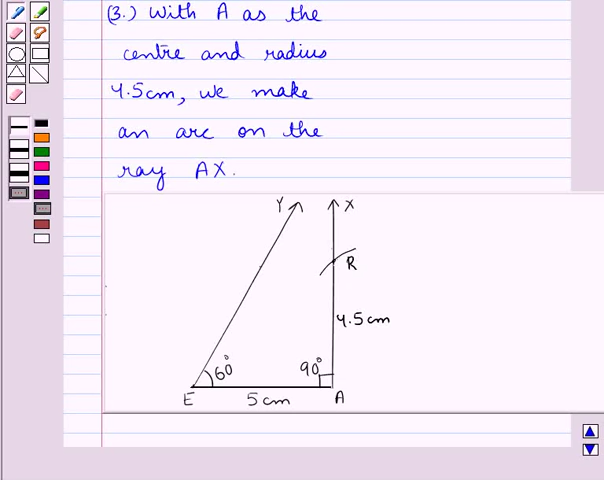 (3.) With A as the
centre and radius
4.5cm, we make
an arc on the
ray AX.
Y X
R
4.5cm
60° 90°
E 5cm A